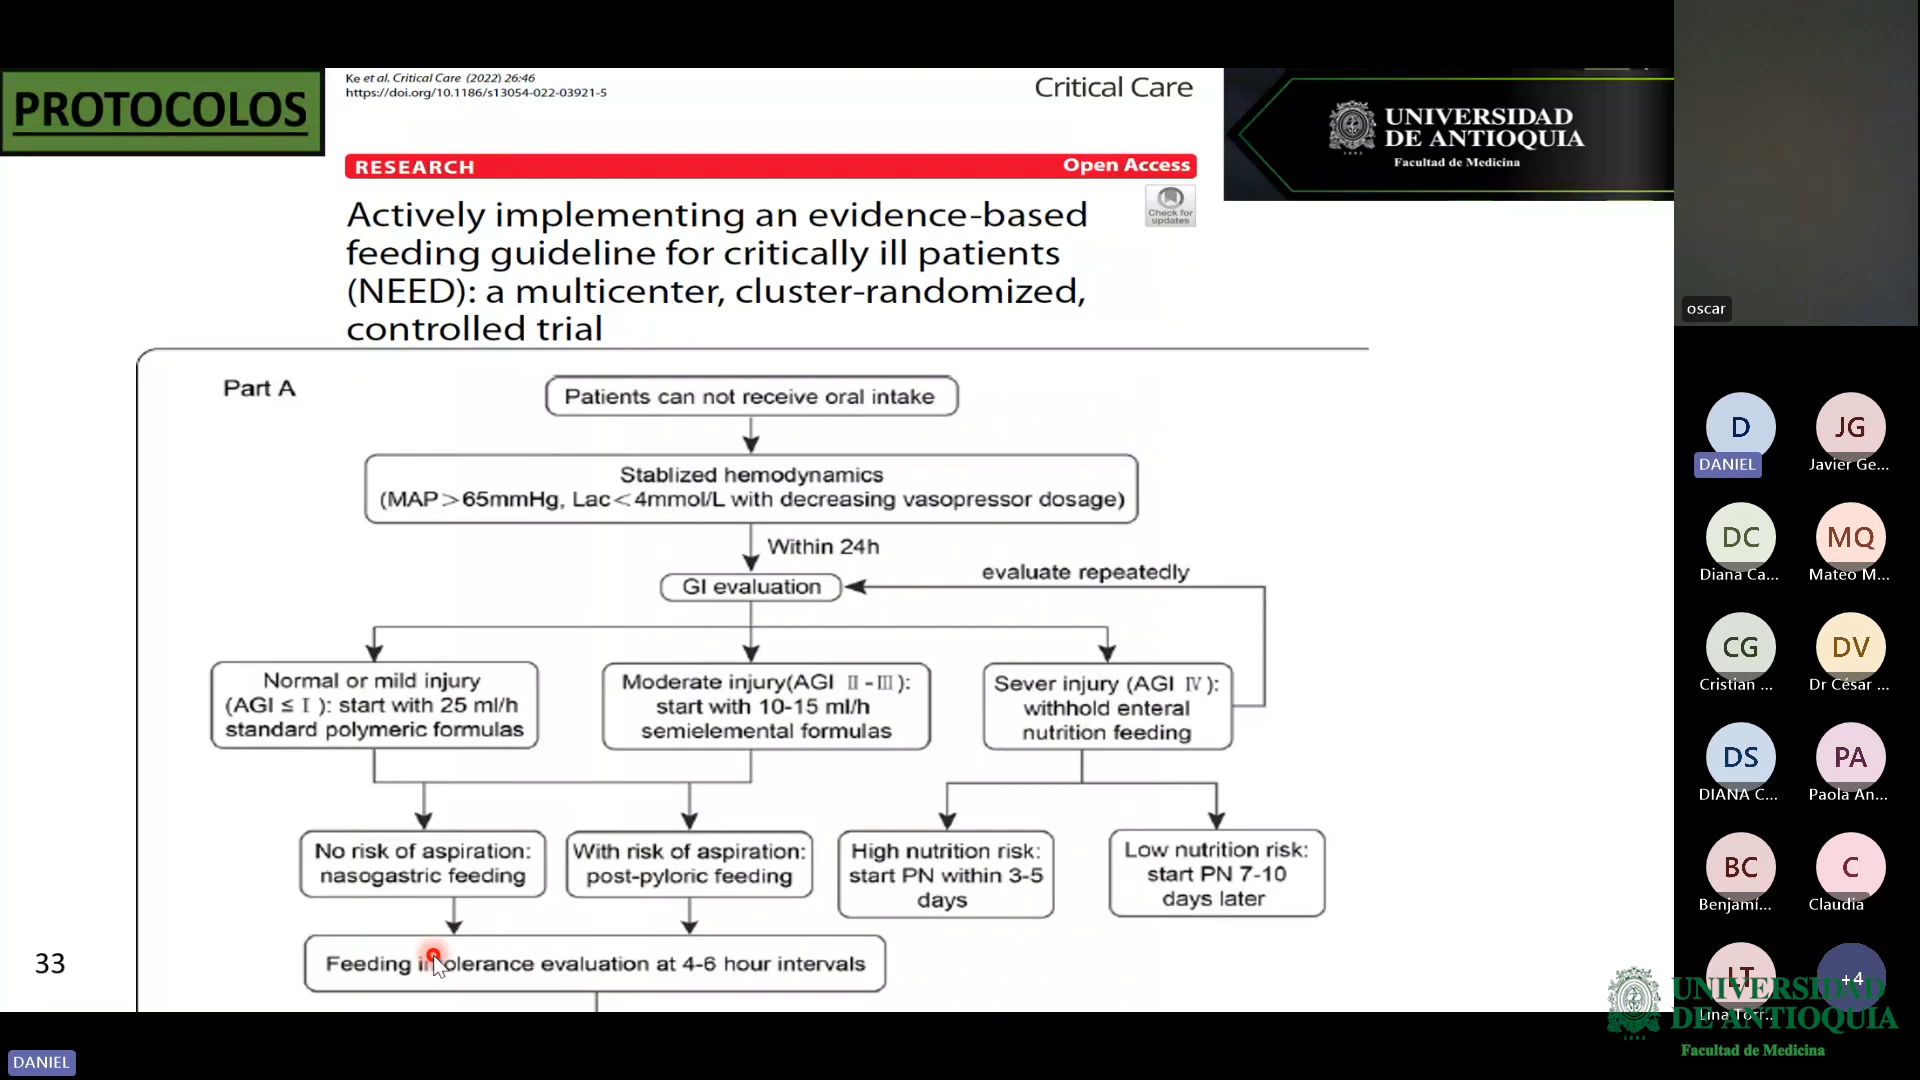 PROTOCOLOS
Ke et al. Critical Care (2022) 26:46
https://doi.org/10.1186/s13054-022-03921-5
Critical Care
UNIVERSIDAD
DE ANTIOQUIA
1803
Facultad de Medicina
RESEARCH
Open Access
Check for
updates
Actively implementing an evidence-based
feeding guideline for critically ill patients
(NEED): a multicenter, cluster-randomized,
controlled trial
Part A
Patients can not receive oral intake
Stablized hemodynamics
(MAP>65mmHg, Lac<4mmol/L with decreasing vasopressor dosage)
Within 24h
GI evaluation
evaluate repeatedly
Normal or mild injury
(AGI ≤ I ): start with 25 ml/h
standard polymeric formulas
Moderate injury(AGI II-III):
start with 10-15 ml/h
semielemental formulas
Sever injury (AGI IV):
withhold enteral
nutrition feeding
No risk of aspiration:
nasogastric feeding
With risk of aspiration:
post-pyloric feeding
High nutrition risk:
start PN within 3-5
days
Low nutrition risk:
start PN 7-10
days later
Feeding intolerance evaluation at 4-6 hour intervals
33
oscar
D
DANIEL
JG
Javier Ge...
DC
Diana Ca...
MQ
Mateo M...
CG
Cristian ...
DV
Dr César ...
DS
DIANA C...
PA
Paola An...
BC
Benjamí...
C
Claudia
LT
Lina Torr...
+4
UNIVERSIDAD
DE ANTIOQUIA
1803
Facultad de Medicina
DANIEL